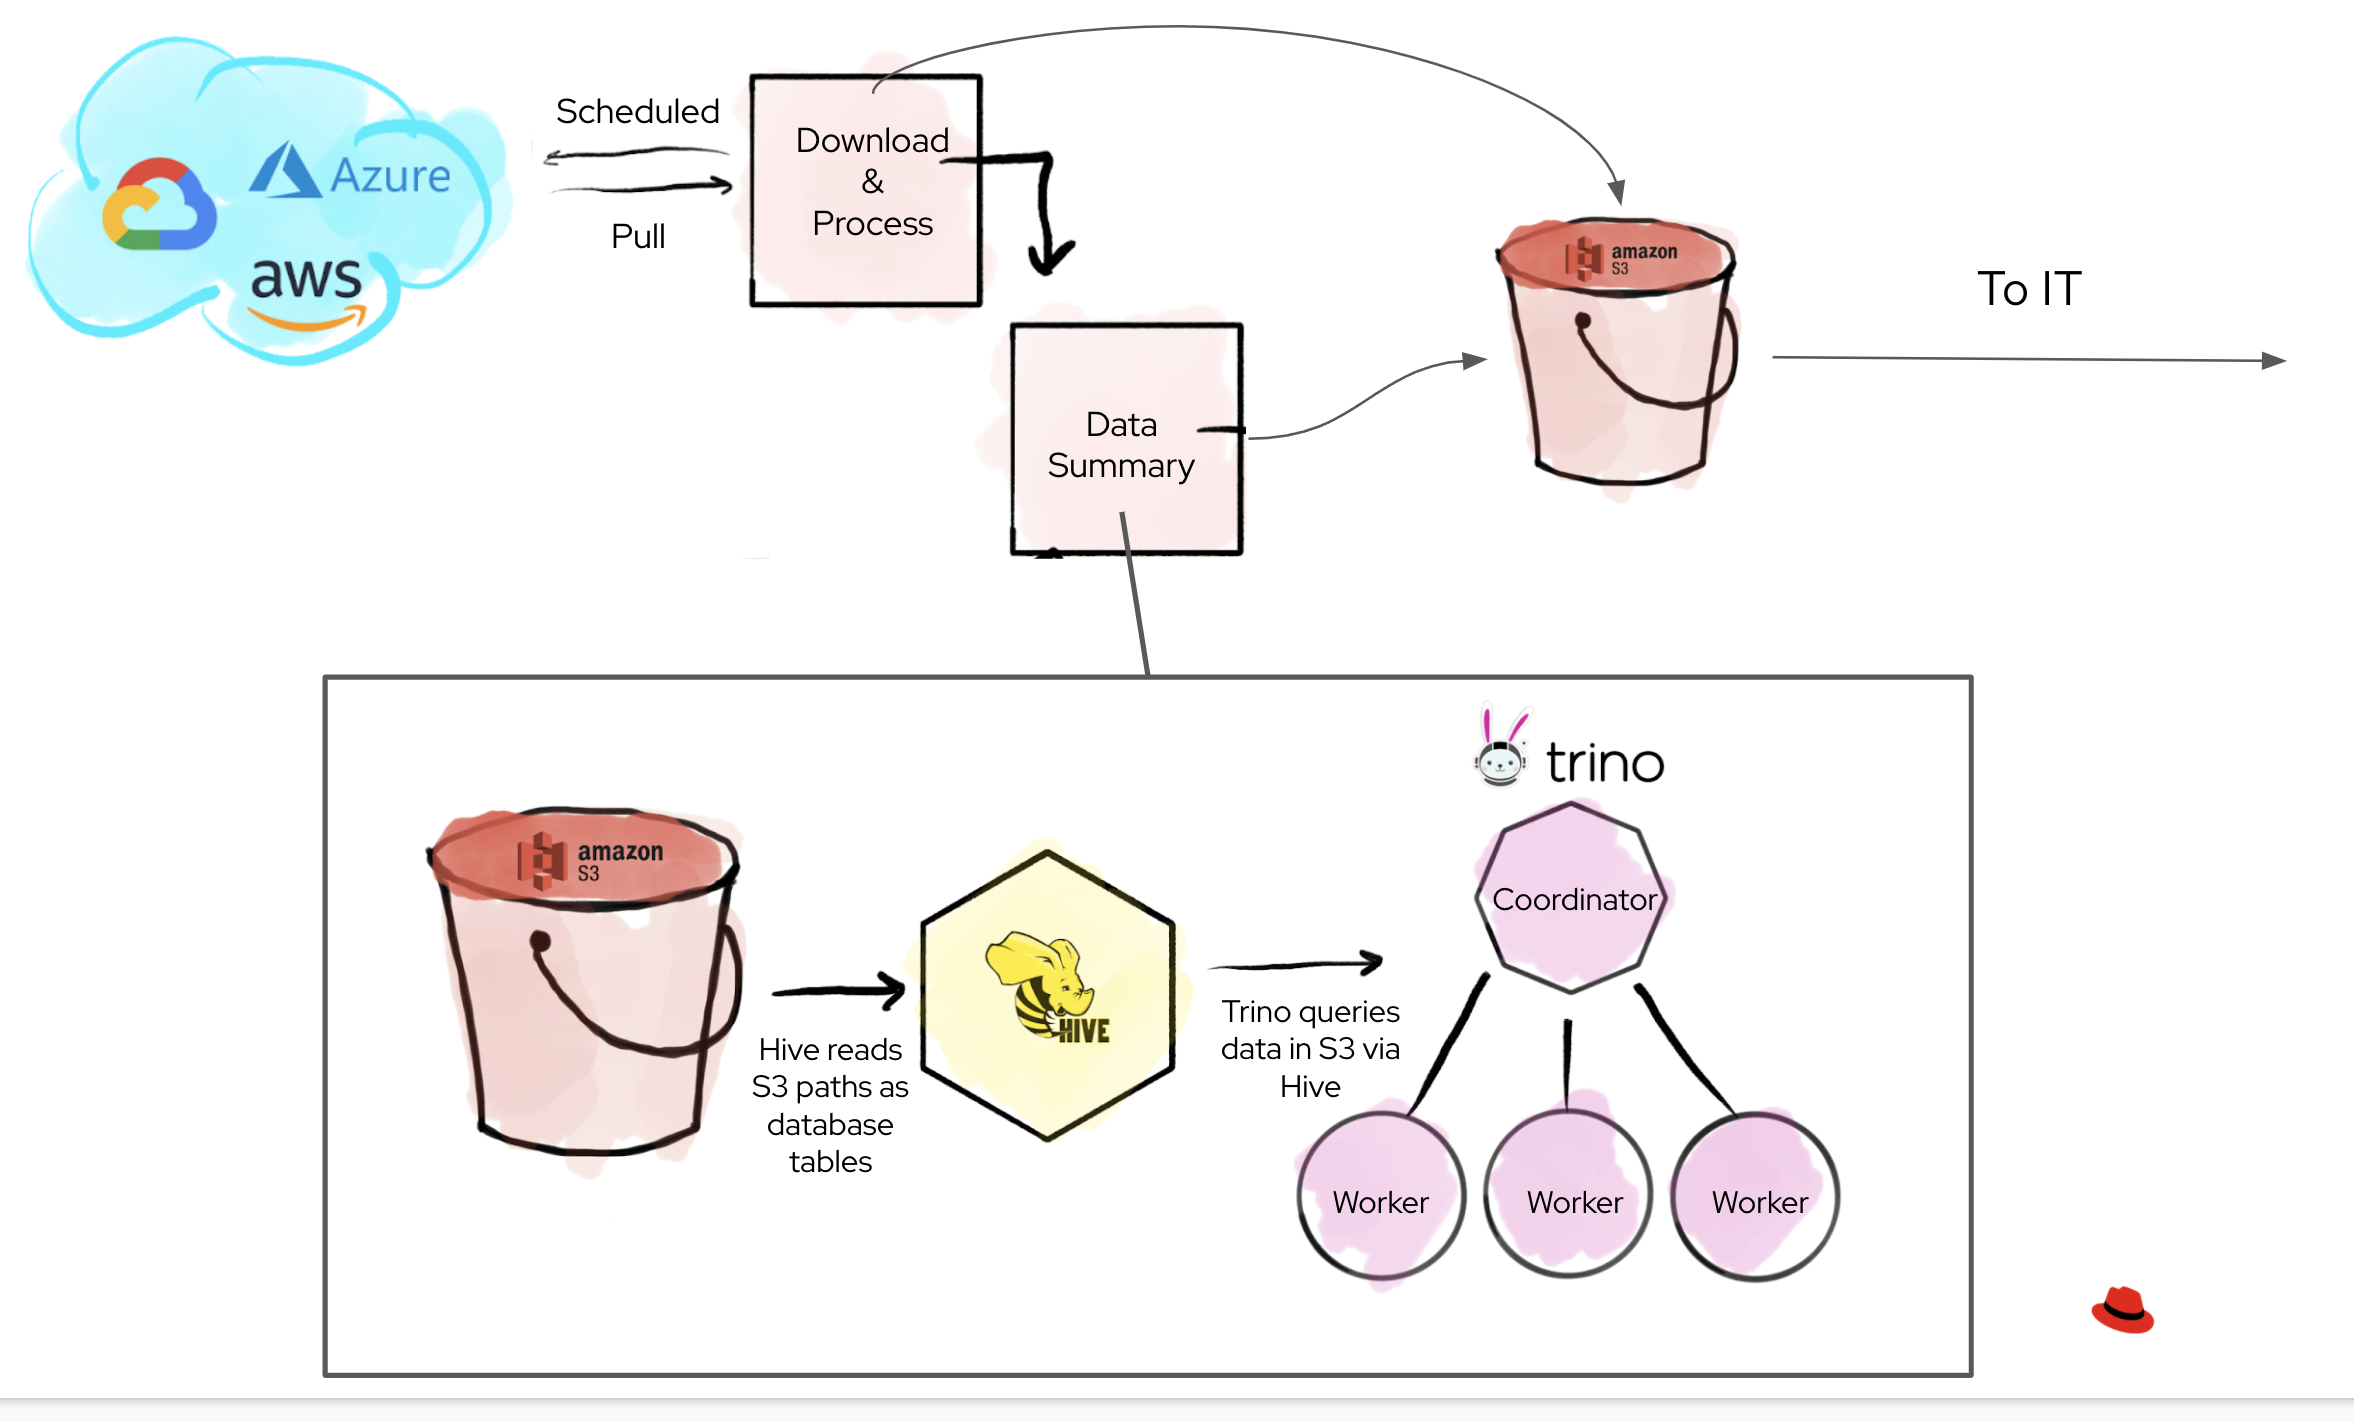 Scheduled
Pull
Azure
aws
Download
&
Process
amazon
S3
To IT
Data
Summary
trino
amazon
S3
Coordinator
HIVE
Hive reads
S3 paths as
database
tables
Trino queries
data in S3 via
Hive
Worker
Worker
Worker